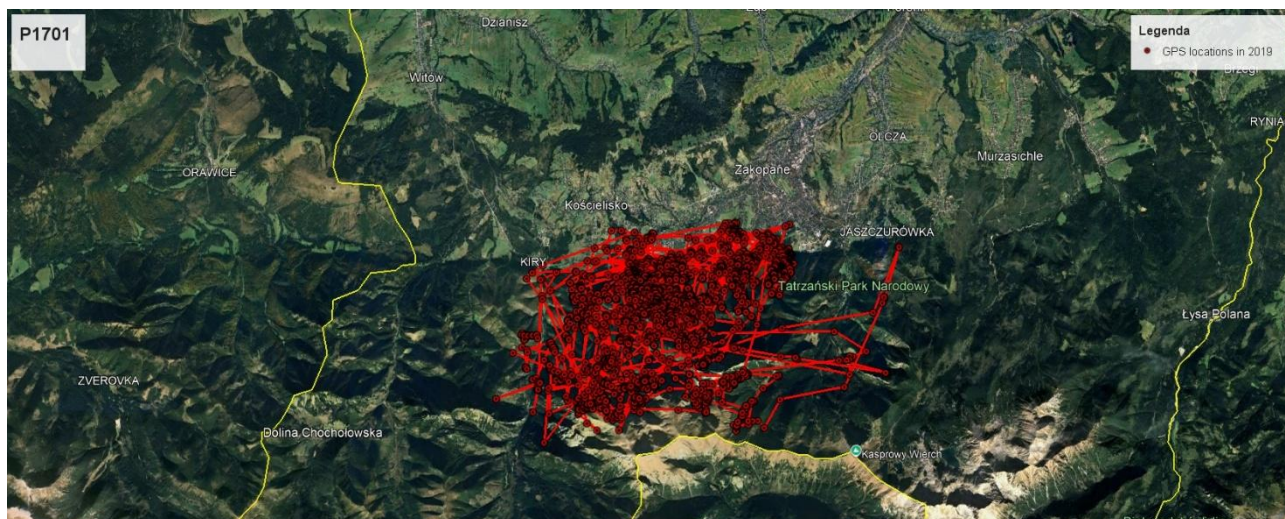 P1701
Dzianisz
Legenda
GPS locations in 2019
Witów
RYNIA
OLCZA
Murzasichle
ORAWICE
Zakopane
Kościelisko
JASZCZURÓWKA
KIRY
Tatrzański Park Narodowy
Łysa Polana
ZVEROVKA
Dolina Chochołowska
Kasprowy Wierch